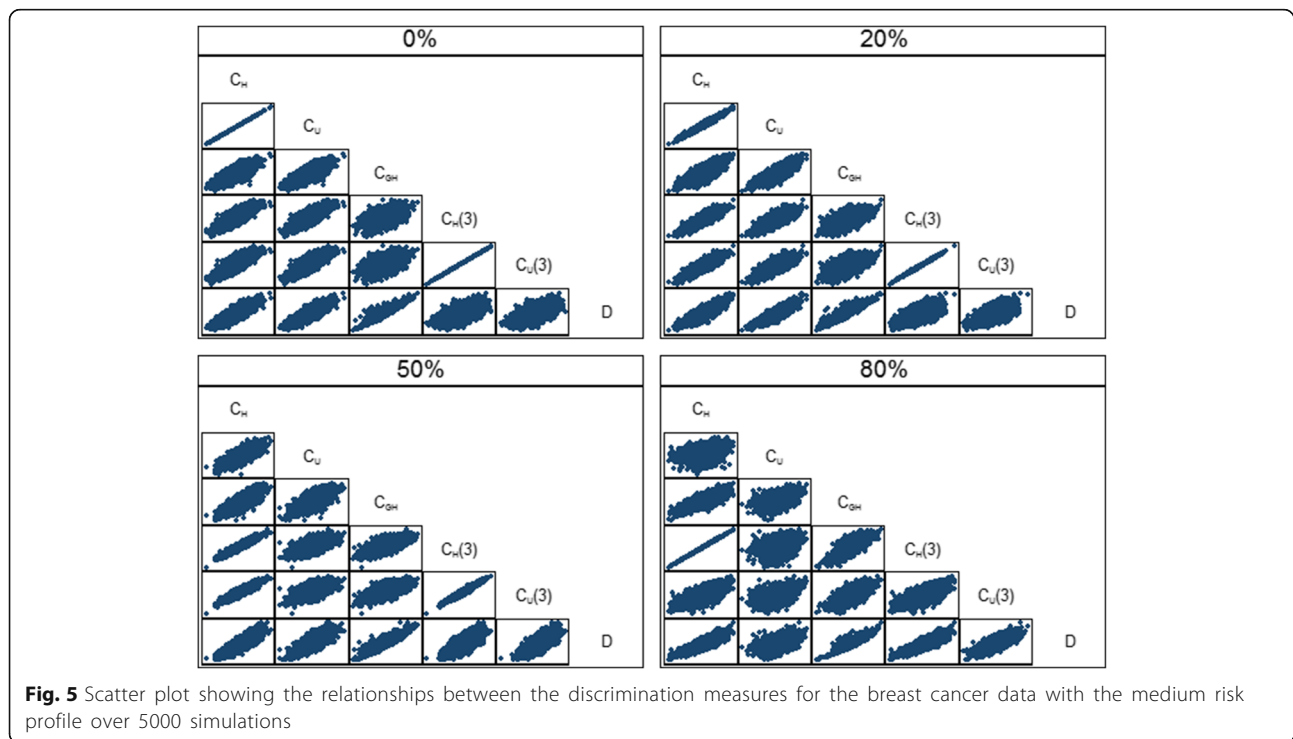 0%
C_H
C_U
C_GH
C_H(3)
C_U(3)
D
20%
C_H
C_U
C_GH
C_H(3)
C_U(3)
D
50%
C_H
C_U
C_GH
C_H(3)
C_U(3)
D
80%
C_H
C_U
C_GH
C_H(3)
C_U(3)
D
Fig. 5 Scatter plot showing the relationships between the discrimination measures for the breast cancer data with the medium risk
profile over 5000 simulations